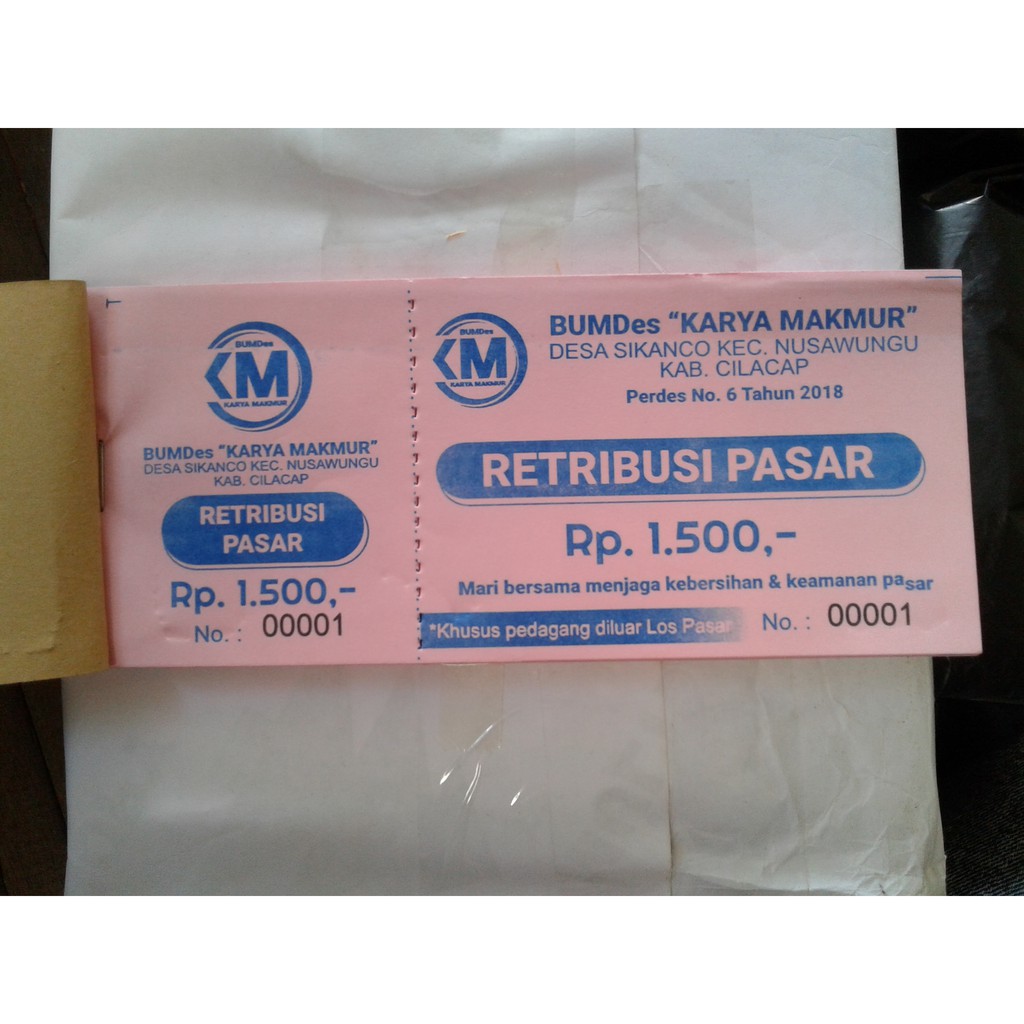 BUMDes
KM
KARYA MAKMUR
BUMDes "KARYA MAKMUR"
DESA SIKANCO KEC. NUSAWUNGU
KAB. CILACAP
RETRIBUSI
PASAR
Rp. 1.500,-
No. : 00001
BUMDes
KM
KARYA MAKMUR
BUMDes "KARYA MAKMUR"
DESA SIKANCO KEC. NUSAWUNGU
KAB. CILACAP
Perdes No. 6 Tahun 2018
RETRIBUSI PASAR
Rp. 1.500,-
Mari bersama menjaga kebersihan & keamanan pasar
*Khusus pedagang diluar Los Pasar
No. : 00001